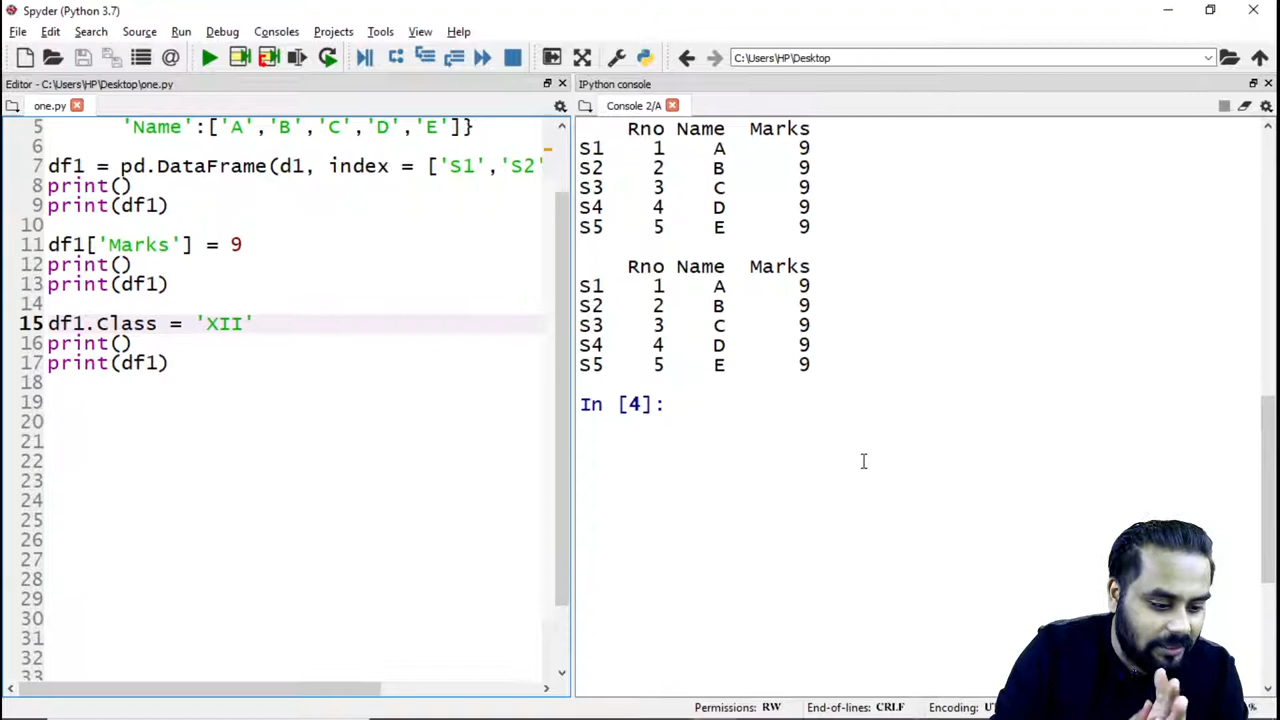 Spyder (Python 3.7)
File Edit Search Source Run Debug Consoles Projects Tools View Help
C:\Users\HP\Desktop
Editor - C:\Users\HP\Desktop\one.py
IPython console
one.py
Console 2/A
5 'Name':['A','B','C','D','E']}
6
7 df1 = pd.DataFrame(d1, index = ['S1','S2'
8 print()
9 print(df1)
10
11 df1['Marks'] = 9
12 print()
13 print(df1)
14
15 df1.Class = 'XII'
16 print()
17 print(df1)
18
19
20
21
22
23
24
25
26
27
28
29
30
31
32
33
Rno Name Marks
S1 1 A 9
S2 2 B 9
S3 3 C 9
S4 4 D 9
S5 5 E 9
Rno Name Marks
S1 1 A 9
S2 2 B 9
S3 3 C 9
S4 4 D 9
S5 5 E 9
In [4]:
Permissions: RW End-of-lines: CRLF Encoding: %